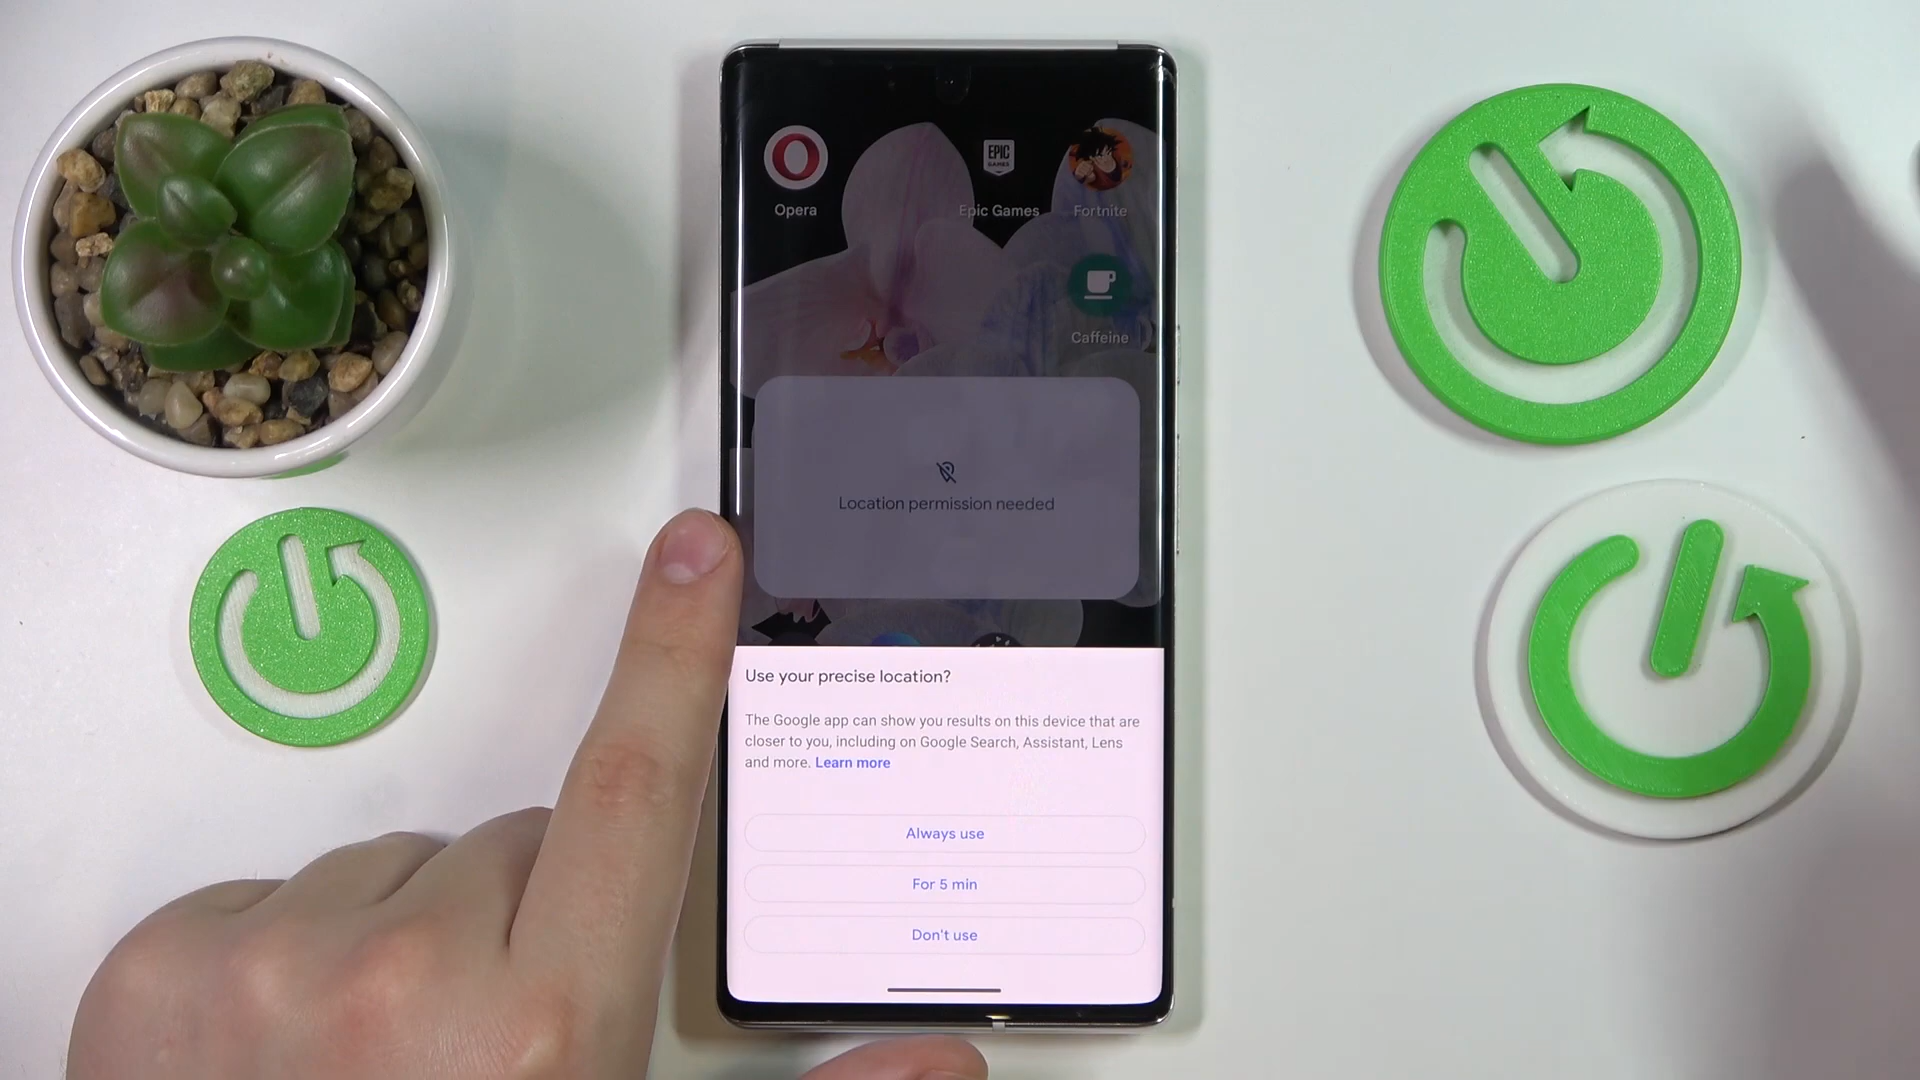 Opera
EPIC
GAMES
Epic Games
Fortnite
Caffeine
Location permission needed
Use your precise location?
The Google app can show you results on this device that are
closer to you, including on Google Search, Assistant, Lens
and more. Learn more
Always use
For 5 min
Don't use